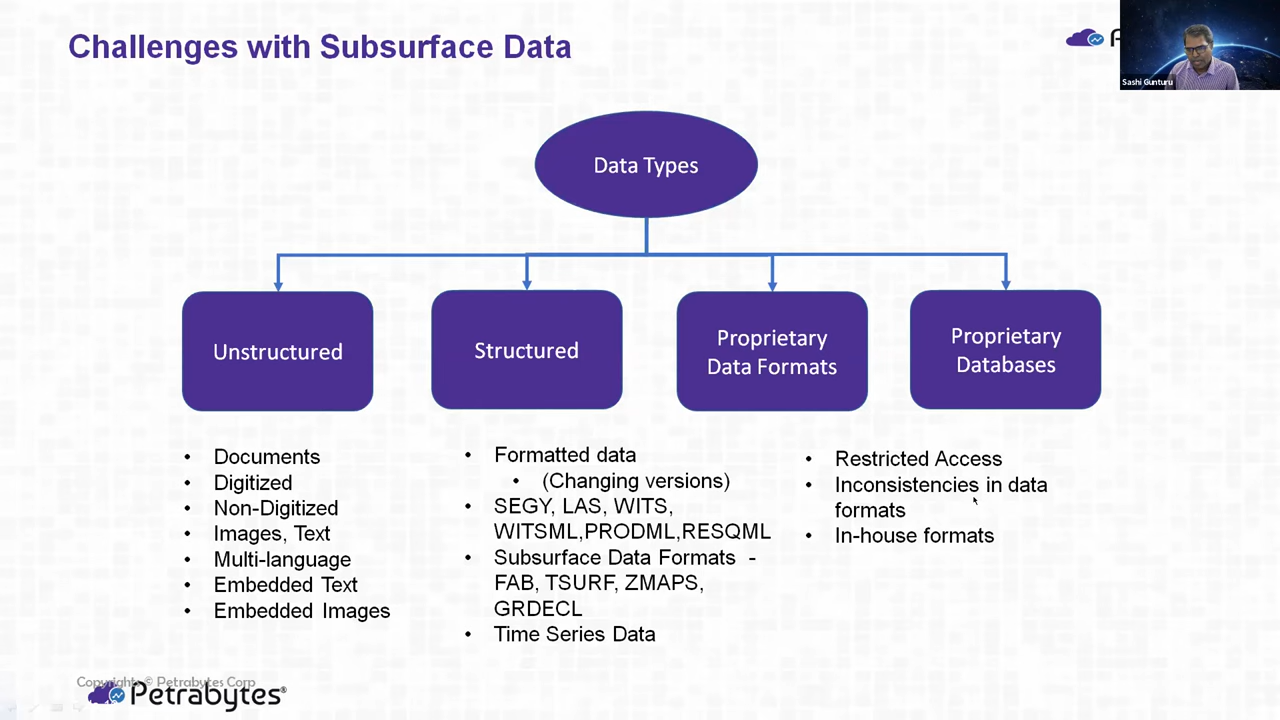 Challenges with Subsurface Data
Sashi Gunturu
Data Types
Unstructured
Structured
Proprietary
Data Formats
Proprietary
Databases
• Documents
• Digitized
• Non-Digitized
• Images, Text
• Multi-language
• Embedded Text
• Embedded Images
• Formatted data
• (Changing versions)
• SEGY, LAS, WITS,
WITSML,PRODML,RESQML
• Subsurface Data Formats -
FAB, TSURF, ZMAPS,
GRDECL
• Time Series Data
• Restricted Access
• Inconsistencies in data
formats
• In-house formats
Copyrights © Petrabytes Corp
Petrabytes®